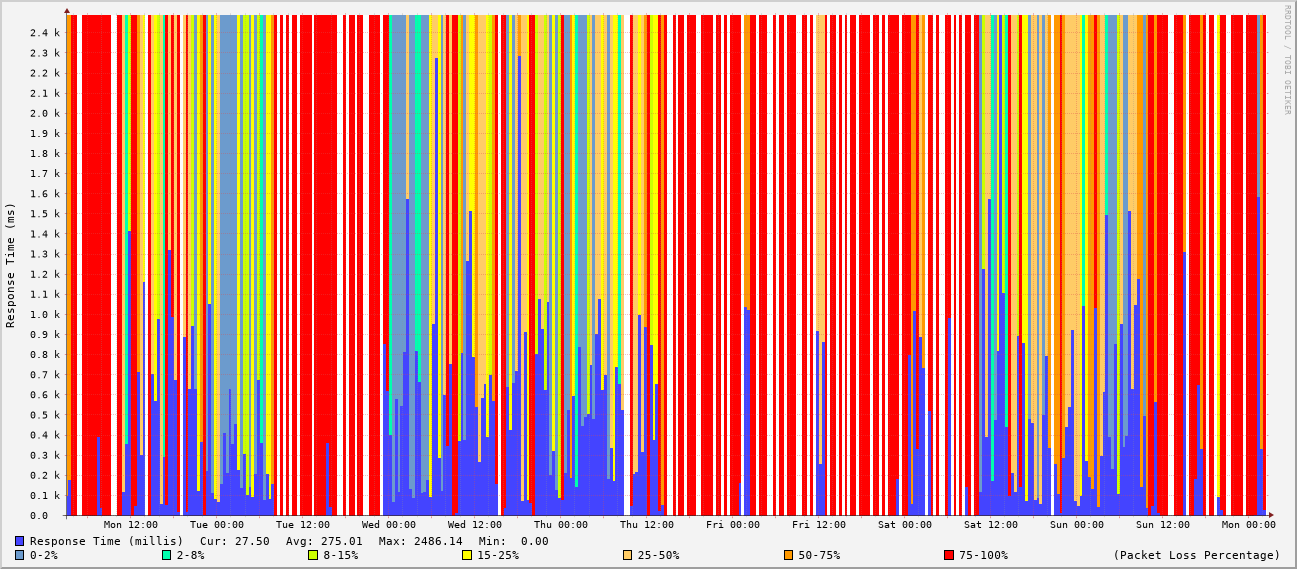 RRDTOOL / TOBI OETIKER
Response Time (ms)
2.4 k
2.3 k
2.2 k
2.1 k
2.0 k
1.9 k
1.8 k
1.7 k
1.6 k
1.5 k
1.4 k
1.3 k
1.2 k
1.1 k
1.0 k
0.9 k
0.8 k
0.7 k
0.6 k
0.5 k
0.4 k
0.3 k
0.2 k
0.1 k
0.0
Mon 12:00 Tue 00:00 Tue 12:00 Wed 00:00 Wed 12:00 Thu 00:00 Thu 12:00 Fri 00:00 Fri 12:00 Sat 00:00 Sat 12:00 Sun 00:00 Sun 12:00 Mon 00:00
Response Time (millis) Cur: 27.50 Avg: 275.01 Max: 2486.14 Min: 0.00
0-2% 2-8% 8-15% 15-25% 25-50% 50-75% 75-100% (Packet Loss Percentage)